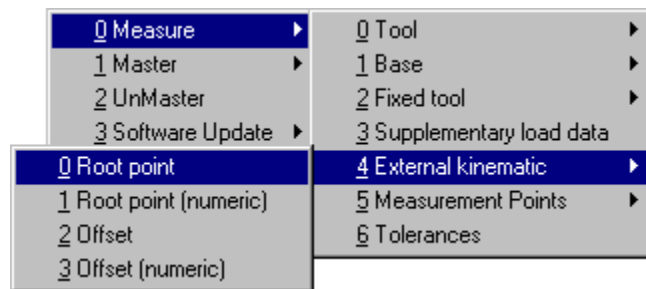 0 Measure
1 Master
2 UnMaster
3 Software Update
0 Tool
1 Base
2 Fixed tool
3 Supplementary load data
4 External kinematic
5 Measurement Points
6 Tolerances
0 Root point
1 Root point (numeric)
2 Offset
3 Offset (numeric)